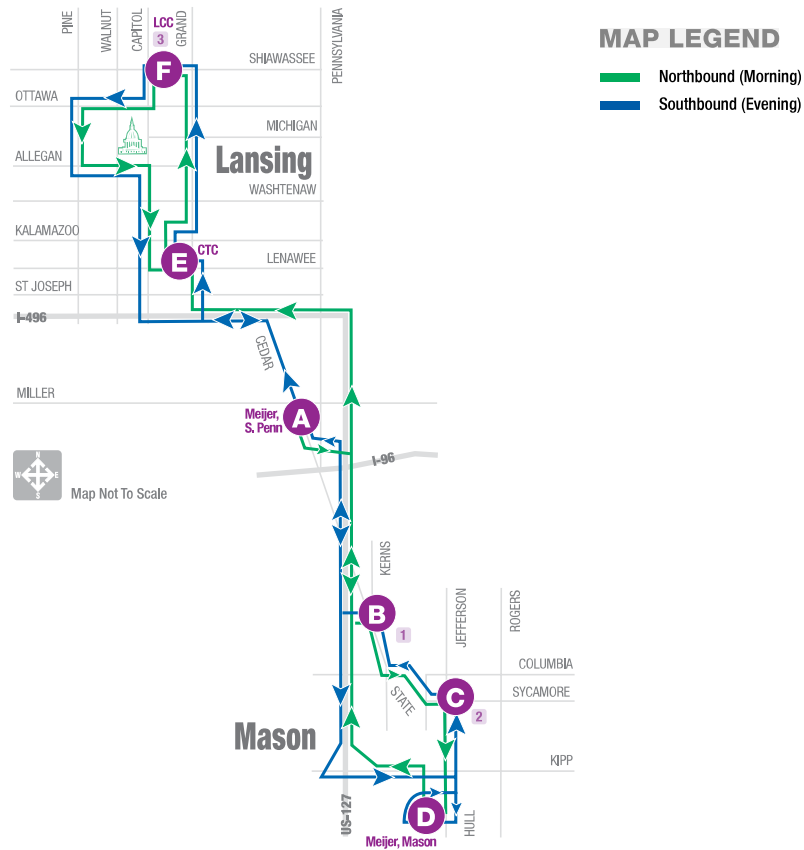 PINE
WALNUT
CAPITOL
LCC
3
GRAND
PENNSYLVANIA
SHIAWASSEE
F
MAP LEGEND
Northbound (Morning)
Southbound (Evening)
OTTAWA
MICHIGAN
ALLEGAN
Lansing
WASHTENAW
KALAMAZOO
CTC
E
LENAWEE
ST JOSEPH
I-496
CEDAR
MILLER
Meijer,
S. Penn
A
I-96
N
W E
S
Map Not To Scale
KERNS
B
1
JEFFERSON
ROGERS
COLUMBIA
STATE
C
SYCAMORE
2
Mason
KIPP
US-127
D
HULL
Meijer, Mason